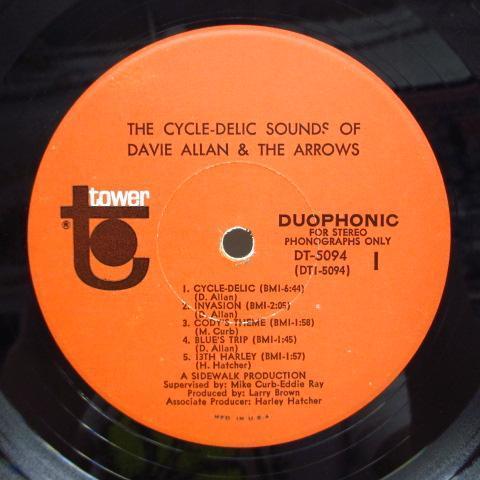 THE CYCLE-DELIC SOUNDS OF
DAVIE ALLAN & THE ARROWS
tower
®
DUOPHONIC
FOR STEREO
PHONOGRAPHS ONLY
DT-5094
(DT1-5094)
1
1. CYCLE-DELIC (BMI-6:44)
(D. Allan)
2. INVASION (BMI-2:05)
(D. Allan)
3. CODY'S THEME (BMI-1:58)
(M. Curb)
4. BLUE'S TRIP (BMI-1:45)
(D. Allan)
5. 13TH HARLEY (BMI-1:57)
(H. Hatcher)
A SIDEWALK PRODUCTION
Supervised by: Mike Curb-Eddie Ray
Produced by: Larry Brown
Associate Producer: Harley Hatcher
MFD. IN U.S.A.